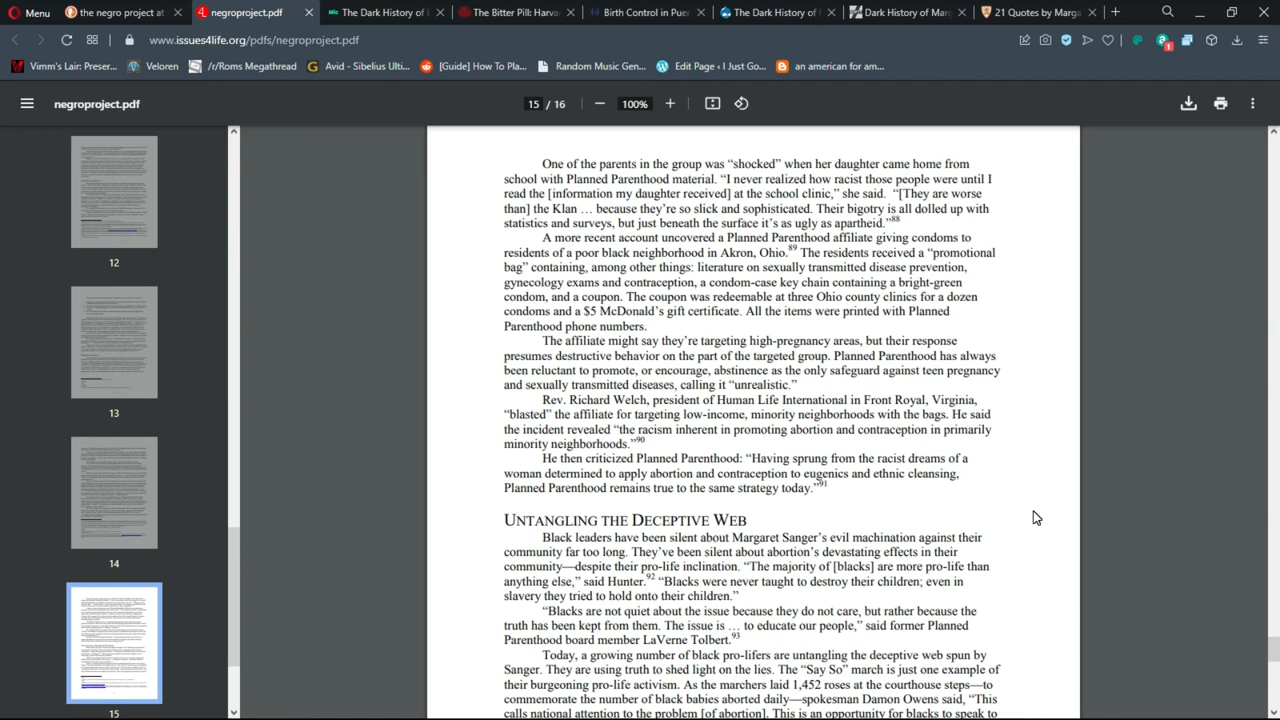 Menu
the negro project at
negroproject.pdf
The Dark History of
The Bitter Pill: Harva
Birth Control in Puer
The Dark History of
Dark History of Marg
21 Quotes by Marga
www.issues4life.org/pdfs/negroproject.pdf
1
Vimm's Lair: Preser...
Veloren
/r/Roms Megathread
Avid - Sibelius Ulti...
[Guide] How To Pla...
Random Music Gen...
Edit Page ‹ I Just Go...
an american for am...
negroproject.pdf
15 / 16
100%
12
13
14
15
One of the parents in the group was “shocked” when her daughter came home from
school with Planned Parenthood material. “I never realized how racist those people were until I
read the [information my daughter received] at the school clinic,” she said. “[They are worse
than] the Klan … because they’re so slick and sophisticated. Their bigotry is all dolled up with
statistics and surveys, but just beneath the surface it’s as ugly as apartheid.”88
A more recent account uncovered a Planned Parenthood affiliate giving condoms to
residents of a poor black neighborhood in Akron, Ohio.89 The residents received a “promotional
bag” containing, among other things: literature on sexually transmitted disease prevention,
gynecology exams and contraception, a condom-case key chain containing a bright-green
condom, and a coupon. The coupon was redeemable at three Ohio county clinics for a dozen
condoms and a $5 McDonald’s gift certificate. All the items were printed with Planned
Parenthood phone numbers.
The affiliate might say they’re targeting high-pregnancy areas, but their response
destructive behavior on the part of the targeted group. Planned Parenthood has always
been reluctant to promote, or encourage, abstinence as the only safeguard against teen pregnancy
and sexually transmitted diseases, calling it “unrealistic.”
Rev. Richard Welch, president of Human Life International in Front Royal, Virginia,
“blasted” the affiliate for targeting low-income, minority neighborhoods with the bags. He said
the incident revealed “the racism inherent in promoting abortion and contraception in primarily
minority neighborhoods.”90
He then criticized Planned Parenthood: “Having sprung from the racist dreams of a
determined to apply abortion and contraception to eugenics and ethnic cleansing,
Planned Parenthood remains true to the same strategy today.”91
THE DECEPTIVE WEB
Black leaders have been silent about Margaret Sanger’s evil machination against their
community far too long. They’ve been silent about abortion’s devastating effects in their
community—despite their pro-life inclination. “The majority of [blacks] are more pro-life than
anything else,” said Hunter.92 “Blacks were never taught to destroy their children; even in
slavery they tried to hold onto their children.”
“Blacks are not quiet about the issue because they do not care, but rather because the
truth has been kept from them. The issue is … to educate our people,” said former Planned
Parenthood board member LaVerne Tolbert.93
Today, a growing number of black pro-lifers are untangling the deceptive web spun by
Sanger. They are using truth to shed light on the lies. The march is just one example of
their burgeoning pro-life activism. As the marchers laid 1,452 roses at the courthouse steps—to
commemorate the number of black babies aborted daily—spokesman Damon Owens said, “This
calls national attention to the problem [of abortion]. This is an opportunity for blacks to speak to